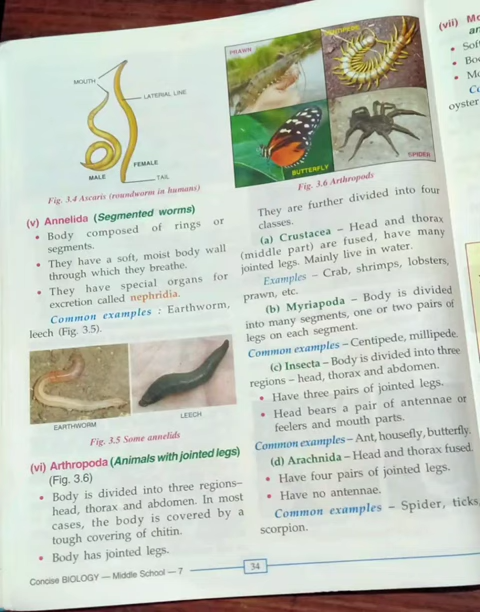 MOUTH
LATERIAL LINE
FEMALE
MALE
TAIL
Fig. 3.4 Ascaris (roundworm in humans)
(v) Annelida (Segmented worms)
• Body composed of rings or
segments.
• They have a soft, moist body wall
through which they breathe.
• They have special organs for
excretion called nephridia.
Common examples : Earthworm,
leech (Fig. 3.5).
EARTHWORM
LEECH
Fig. 3.5 Some annelids
(vi) Arthropoda (Animals with jointed legs)
(Fig. 3.6)
• Body is divided into three regions–
head, thorax and abdomen. In most
cases, the body is covered by a
tough covering of chitin.
• Body has jointed legs.
Concise BIOLOGY — Middle School — 7
34
PRAWN
BUTTERFLY
SPIDER
Fig. 3.6 Arthropods
They are further divided into four
classes.
(a) Crustacea – Head and thorax
(middle part) are fused, have many
jointed legs. Mainly live in water.
Examples – Crab, shrimps, lobsters,
prawn, etc.
(b) Myriapoda – Body is divided
into many segments, one or two pairs of
legs on each segment.
Common examples – Centipede, millipede.
(c) Insecta – Body is divided into three
regions – head, thorax and abdomen.
• Have three pairs of jointed legs.
• Head bears a pair of antennae or
feelers and mouth parts.
Common examples – Ant, housefly, butterfly.
(d) Arachnida – Head and thorax fused.
• Have four pairs of jointed legs.
• Have no antennae.
Common examples – Spider, ticks,
scorpion.
(vii)
oyster